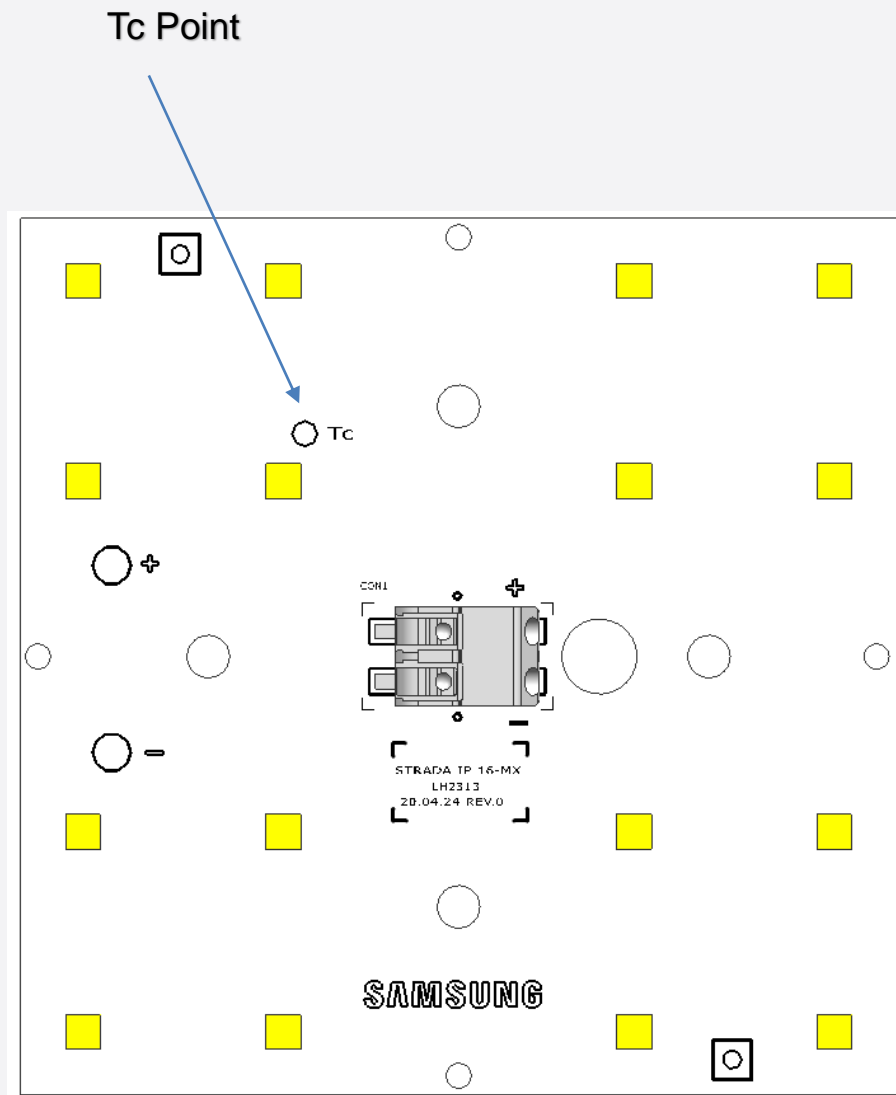 Tc Point
Tc
+
CON1
+
-
-
STRADA IP 16-MX
LH2313
20.04.24 REV.0
SAMSUNG